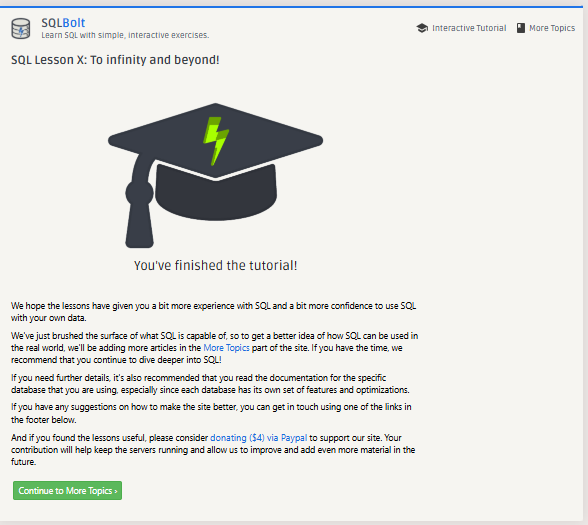 SQLBolt
Learn SQL with simple, interactive exercises.
Interactive Tutorial
More Topics
SQL Lesson X: To infinity and beyond!
You've finished the tutorial!
We hope the lessons have given you a bit more experience with SQL and a bit more confidence to use SQL
with your own data.
We've just brushed the surface of what SQL is capable of, so to get a better idea of how SQL can be used in
the real world, we'll be adding more articles in the More Topics part of the site. If you have the time, we
recommend that you continue to dive deeper into SQL!
If you need further details, it's also recommended that you read the documentation for the specific
database that you are using, especially since each database has its own set of features and optimizations.
If you have any suggestions on how to make the site better, you can get in touch using one of the links in
the footer below.
And if you found the lessons useful, please consider donating ($4) via Paypal to support our site. Your
contribution will help keep the servers running and allow us to improve and add even more material in the
future.
Continue to More Topics ›